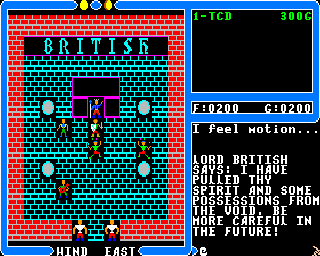 BRITISH
1-TCD 300G
F:0200 G:0200
I feel motion...
LORD BRITISH
SAYS: I HAVE
PULLED THY
SPIRIT AND SOME
POSSESSIONS FROM
THE VOID. BE
MORE CAREFUL IN
THE FUTURE!
WIND EAST